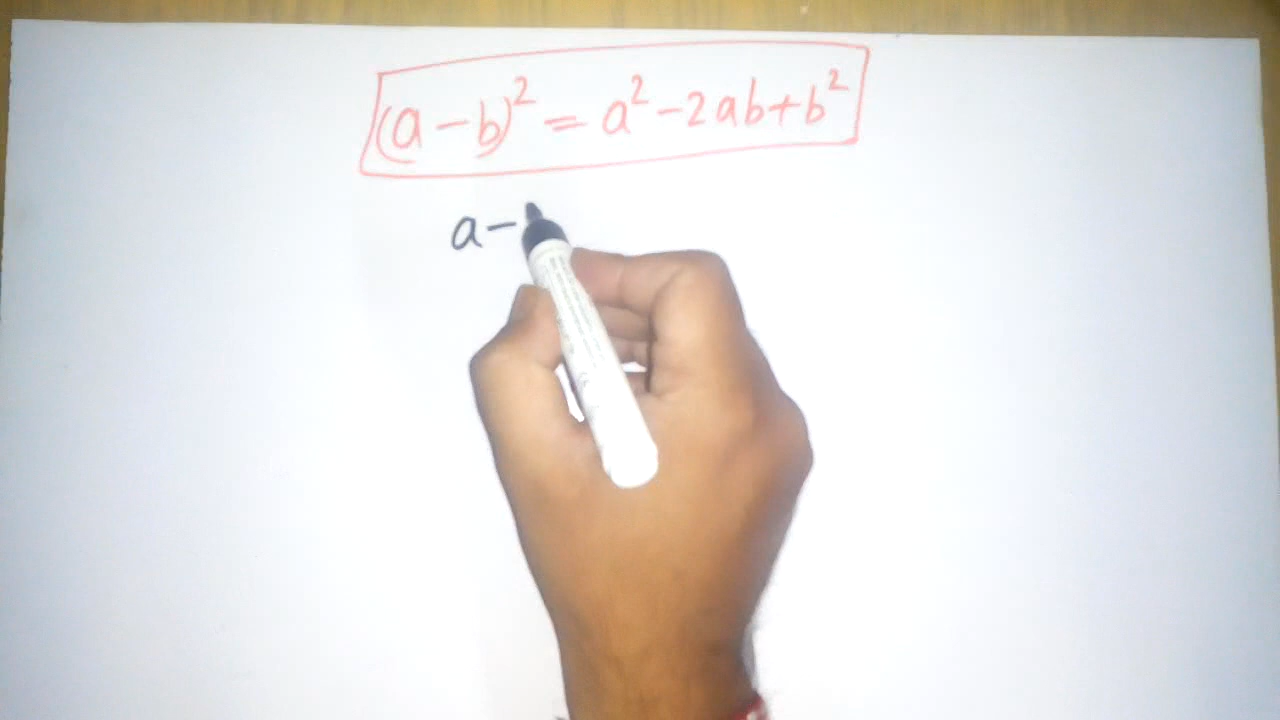 (a-b)² = a²-2ab+b²
a-